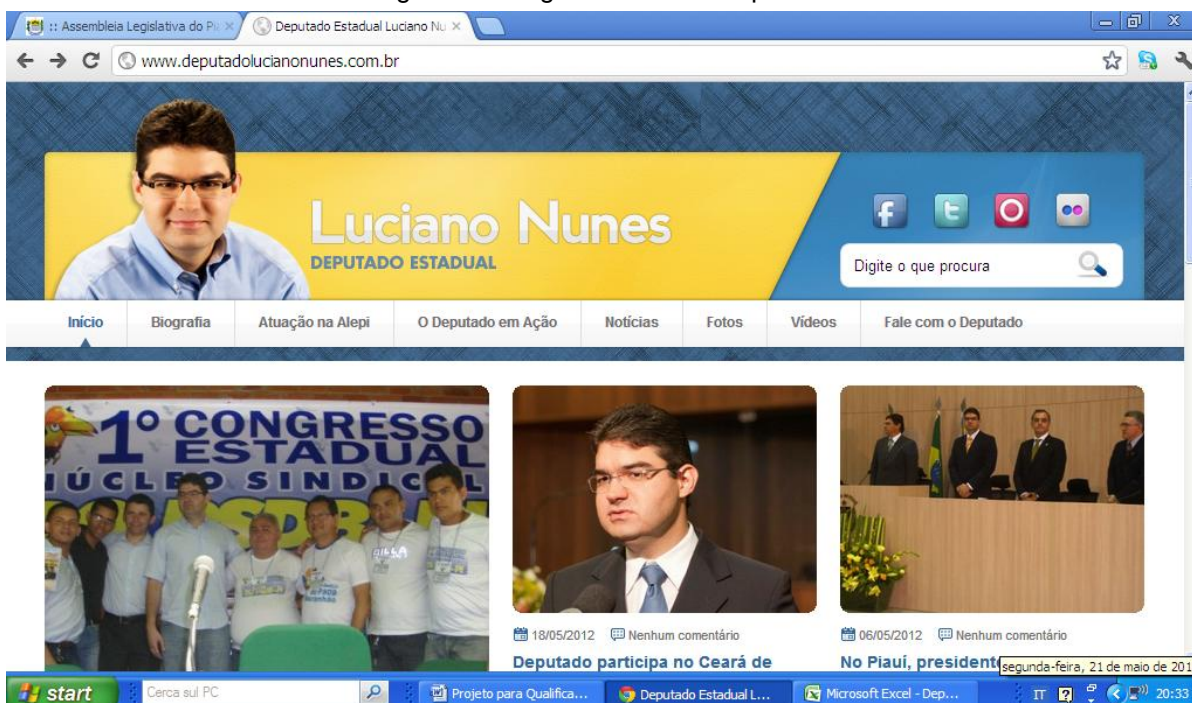 :: Assembleia Legislativa do Pi
Deputado Estadual Luciano Nu
www.deputadolucianonunes.com.br
Luciano Nunes
DEPUTADO ESTADUAL
Digite o que procura
Início Biografia Atuação na Alepi O Deputado em Ação Notícias Fotos Vídeos Fale com o Deputado
1º CONGRESSO
ESTADUAL
NÚCLEO SINDICAL
PSDB
18/05/2012 Nenhum comentário
06/05/2012 Nenhum comentário
Deputado participa no Ceará de
No Piauí, president
segunda-feira, 21 de maio de 201
start
Cerca sul PC
Projeto para Qualifica...
Deputado Estadual L...
Microsoft Excel - Dep...
IT
20:33